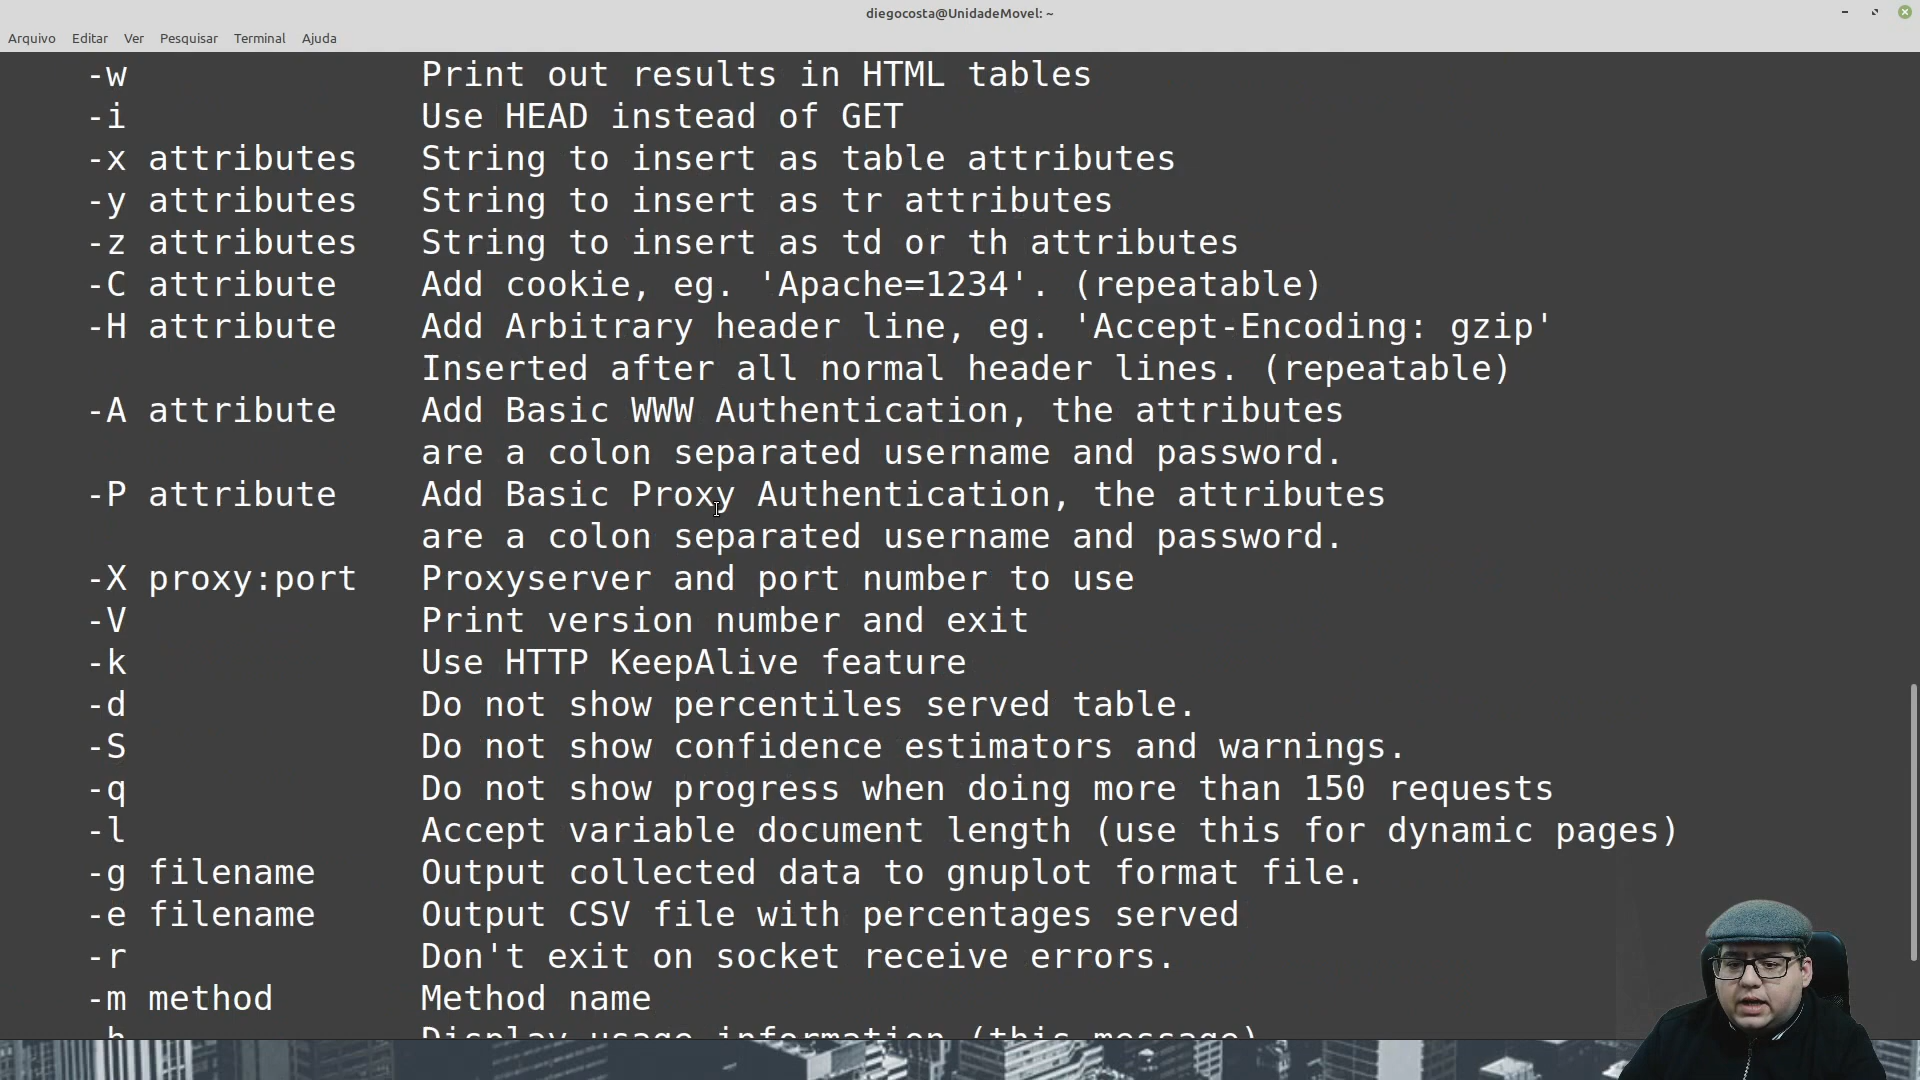 diegocosta@UnidadeMovel: ~
Arquivo Editar Ver Pesquisar Terminal Ajuda
-w Print out results in HTML tables
-i Use HEAD instead of GET
-x attributes String to insert as table attributes
-y attributes String to insert as tr attributes
-z attributes String to insert as td or th attributes
-C attribute Add cookie, eg. 'Apache=1234'. (repeatable)
-H attribute Add Arbitrary header line, eg. 'Accept-Encoding: gzip'
Inserted after all normal header lines. (repeatable)
-A attribute Add Basic WWW Authentication, the attributes
are a colon separated username and password.
-P attribute Add Basic Proxy Authentication, the attributes
are a colon separated username and password.
-X proxy:port Proxyserver and port number to use
-V Print version number and exit
-k Use HTTP KeepAlive feature
-d Do not show percentiles served table.
-S Do not show confidence estimators and warnings.
-q Do not show progress when doing more than 150 requests
-l Accept variable document length (use this for dynamic pages)
-g filename Output collected data to gnuplot format file.
-e filename Output CSV file with percentages served
-r Don't exit on socket receive errors.
-m method Method name
-h Display usage information (this message)